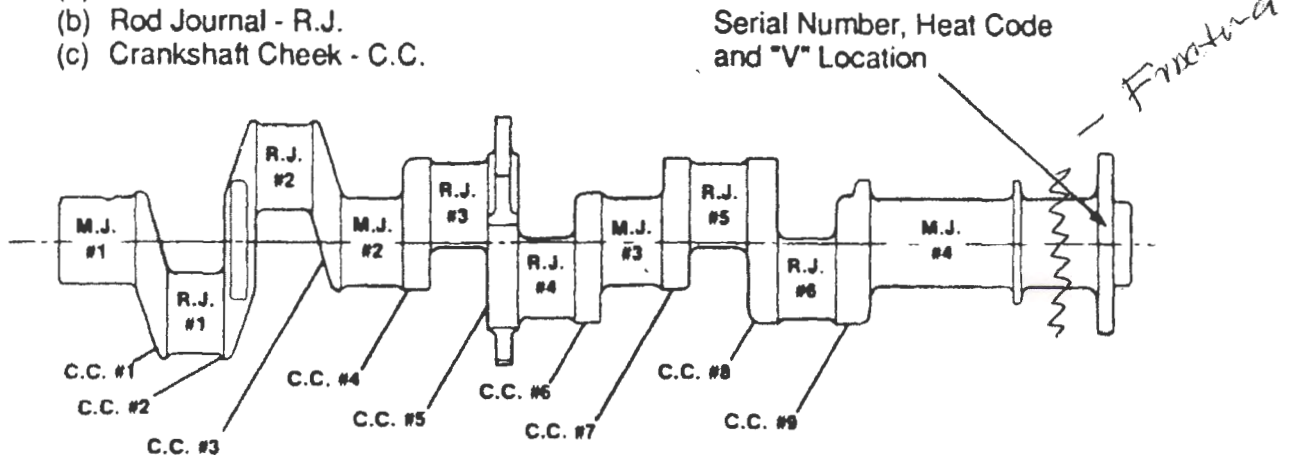 (b) Rod Journal - R.J.
(c) Crankshaft Cheek - C.C.
Serial Number, Heat Code
and "V" Location
R.J.
#2
M.J.
#1
R.J.
#1
M.J.
#2
R.J.
#3
R.J.
#4
M.J.
#3
R.J.
#5
R.J.
#6
M.J.
#4
C.C. #1
C.C. #2
C.C. #3
C.C. #4
C.C. #5
C.C. #6
C.C. #7
C.C. #8
C.C. #9